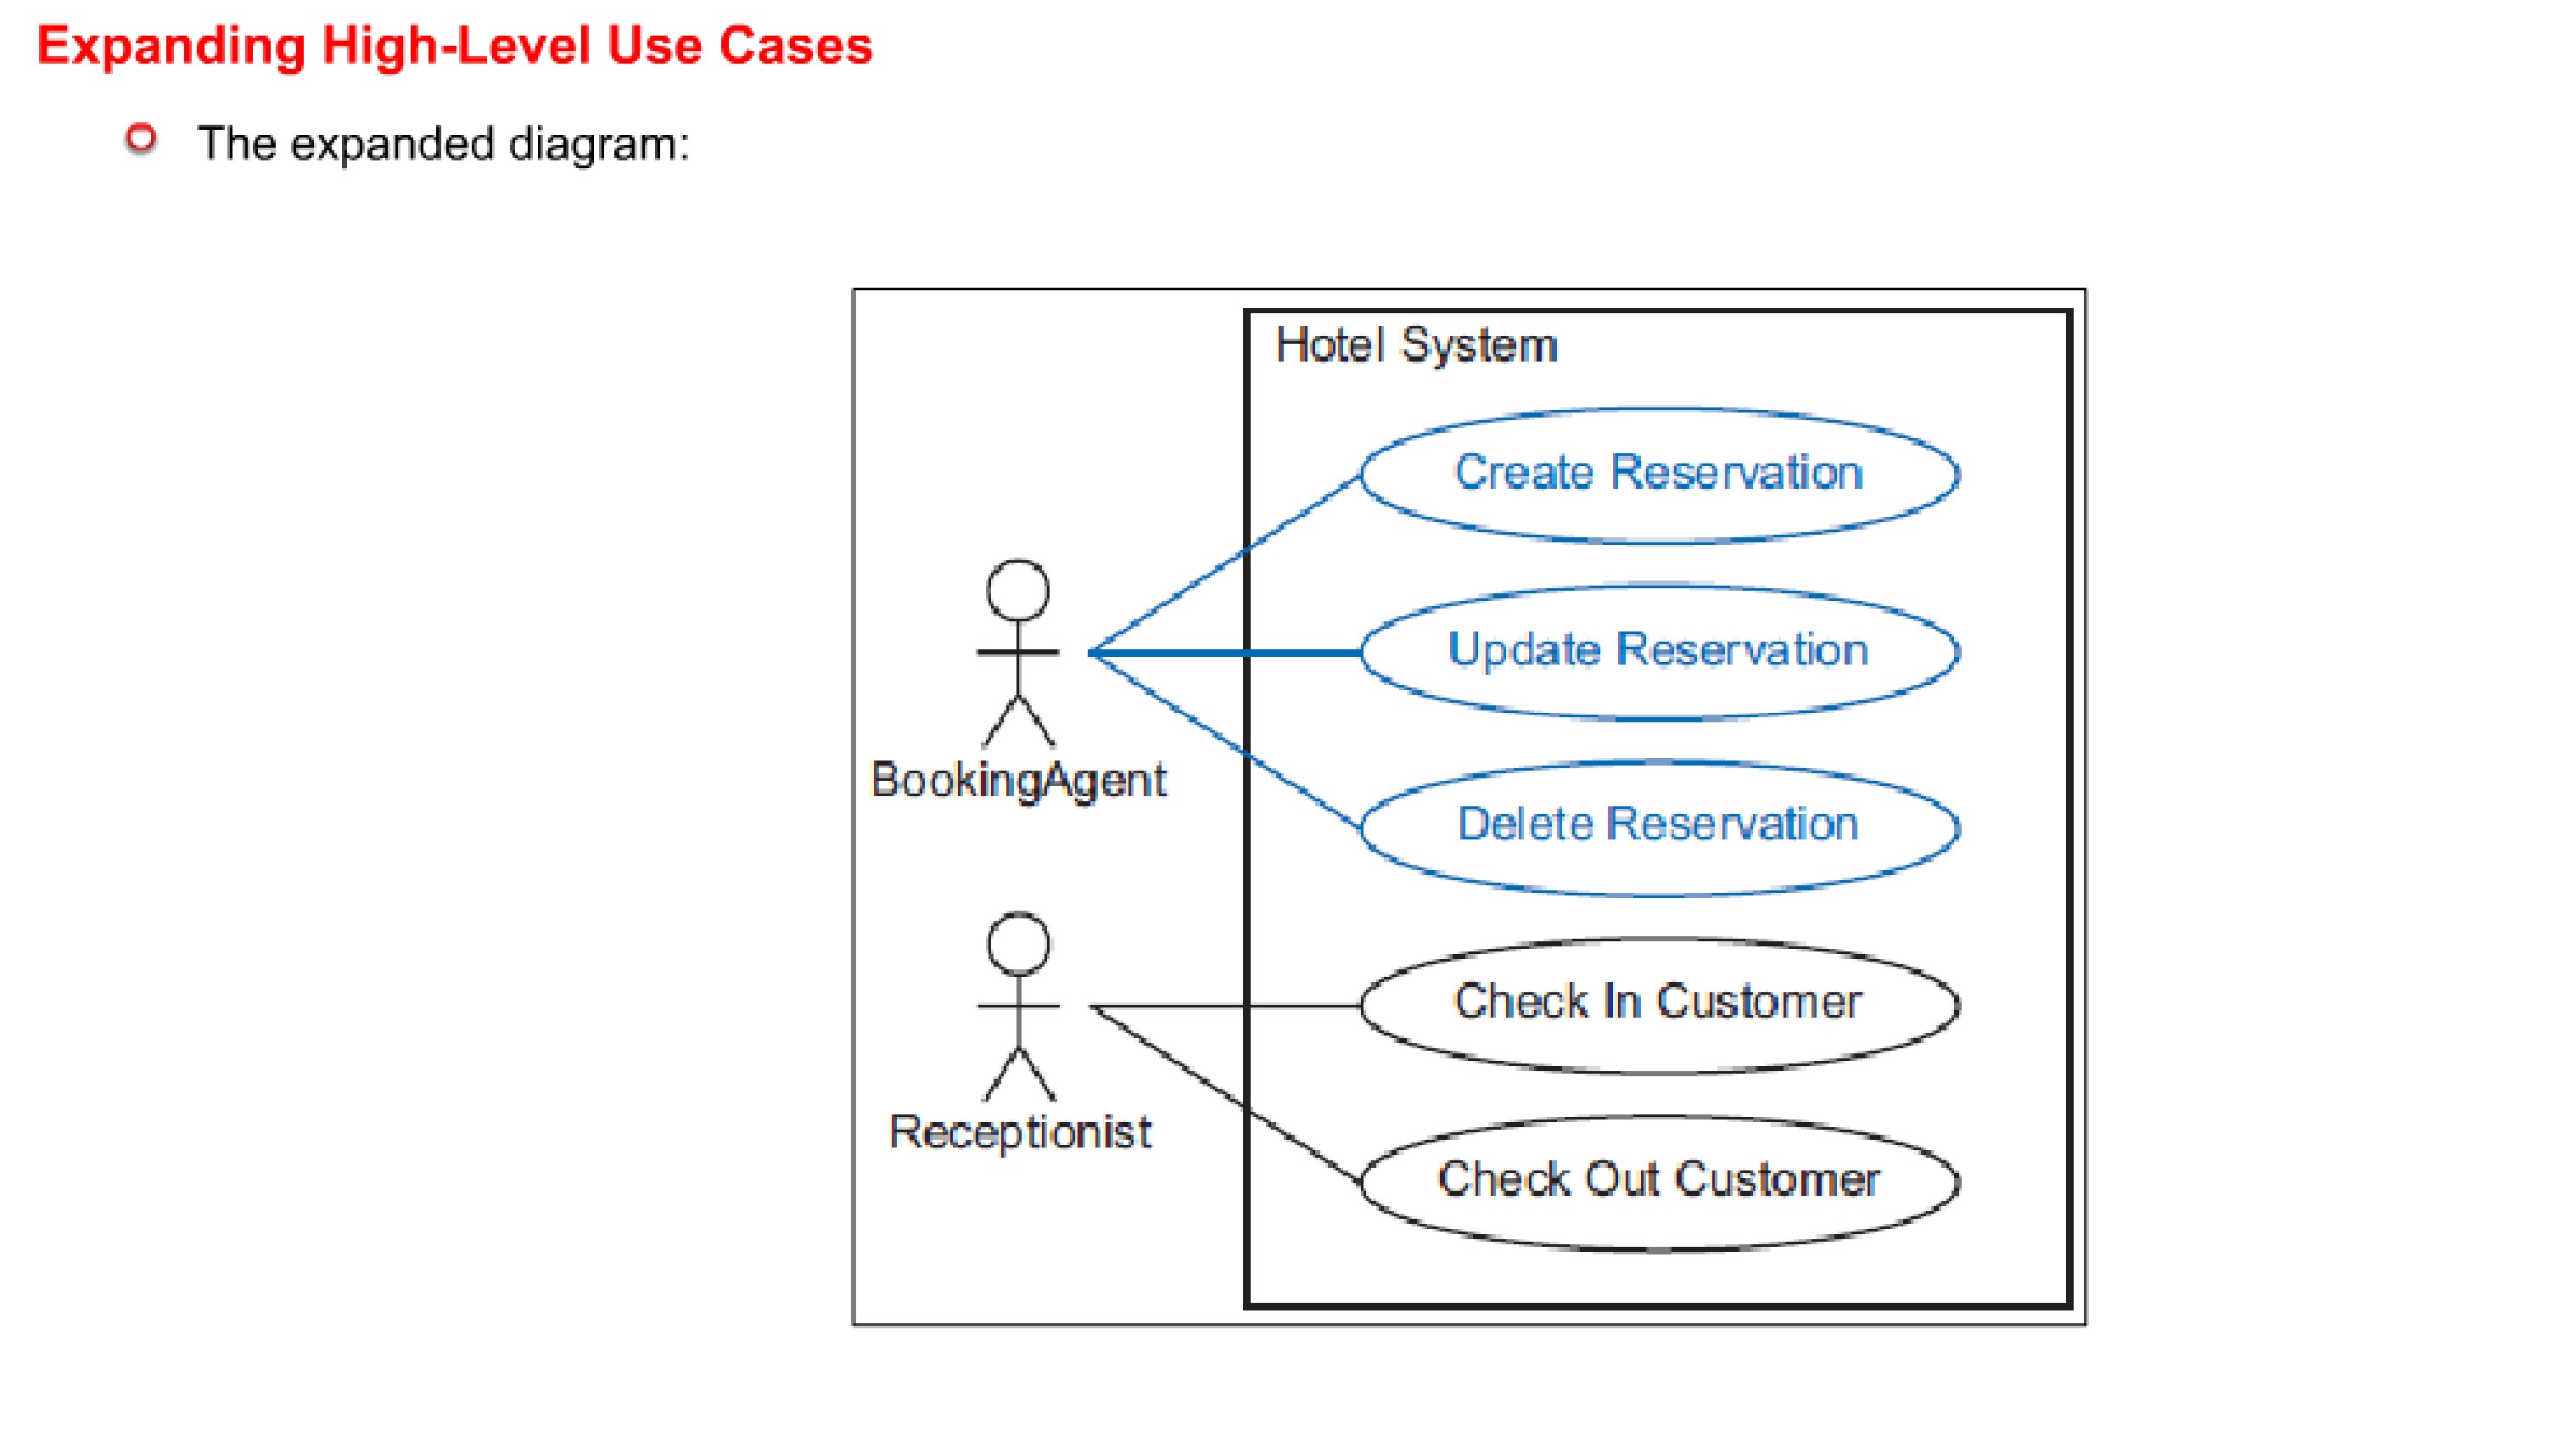 Expanding High-Level Use Cases
The expanded diagram:
Hotel System
Create Reservation
Update Reservation
BookingAgent
Delete Reservation
Check In Customer
Receptionist
Check Out Customer